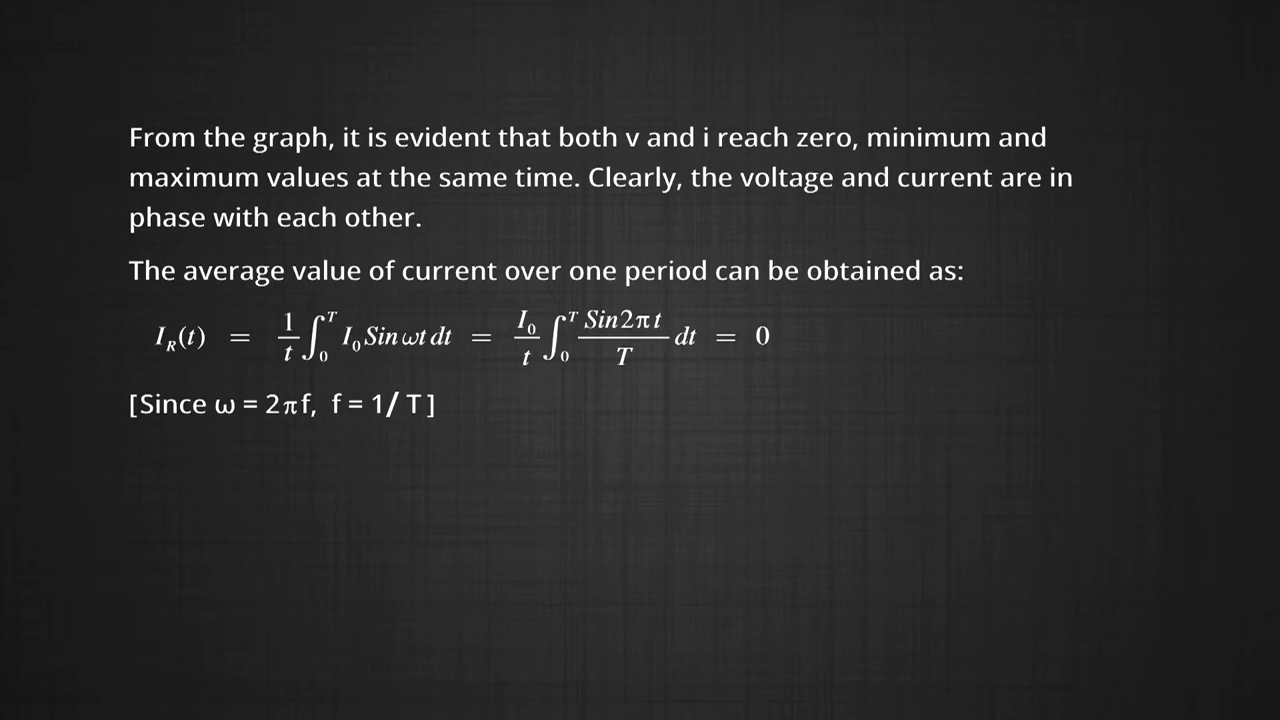 From the graph, it is evident that both v and i reach zero, minimum and
maximum values at the same time. Clearly, the voltage and current are in
phase with each other.
The average value of current over one period can be obtained as:
I_R(t) = 1/t ∫_0^T I_0 Sin ωt dt = I_0/t ∫_0^T Sin2πt/T dt = 0
[Since ω = 2πf, f = 1/ T]